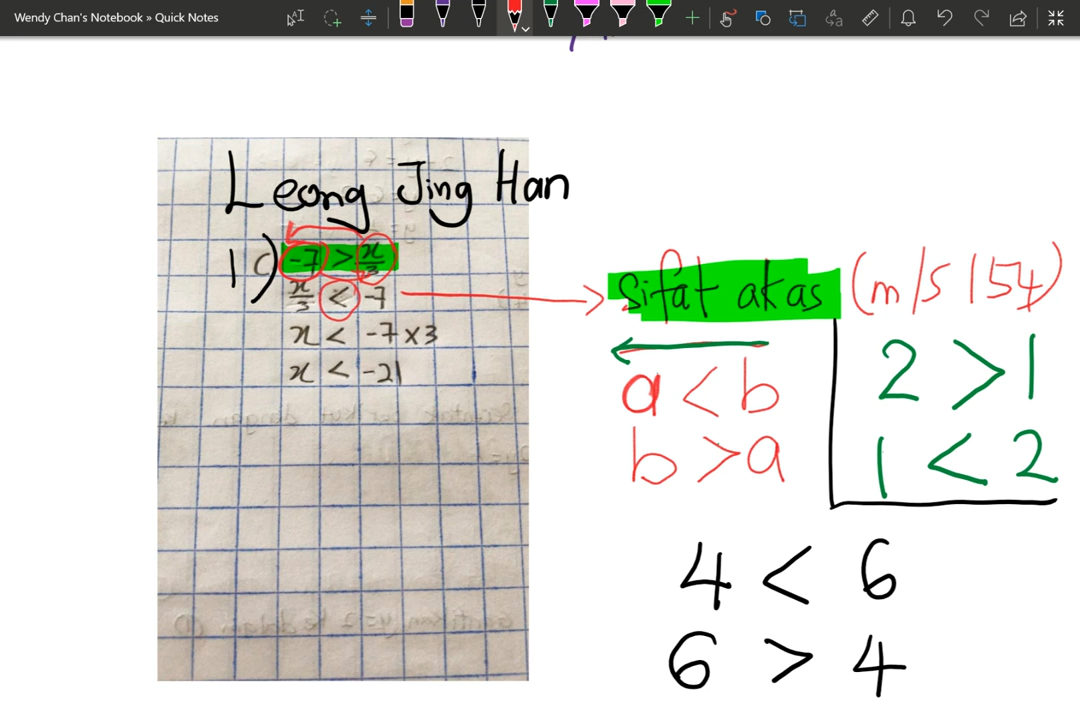 Wendy Chan's Notebook » Quick Notes
Leong Jing Han
1 c) -7 > x/3
x/3 < -7
x < -7 × 3
x < -21
sifat akas (m/s 154)
a < b
b > a
2 > 1
1 < 2
4 < 6
6 > 4